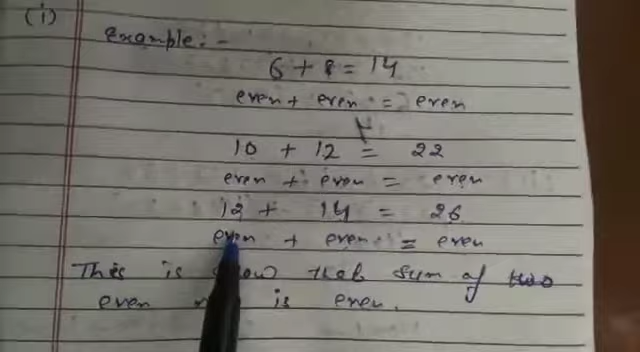 (i)
Example:-
6 + 8 = 14
even + even = even
10 + 12 = 22
even + even = even
12 + 14 = 26
even + even = even
This is show that sum of two
even is even.